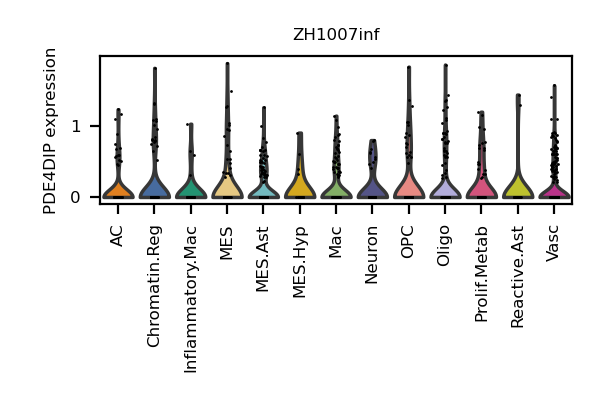 ZH1007inf
PDE4DIP expression
1
0
AC
Chromatin.Reg
Inflammatory.Mac
MES
MES.Ast
MES.Hyp
Mac
Neuron
OPC
Oligo
Prolif.Metab
Reactive.Ast
Vasc